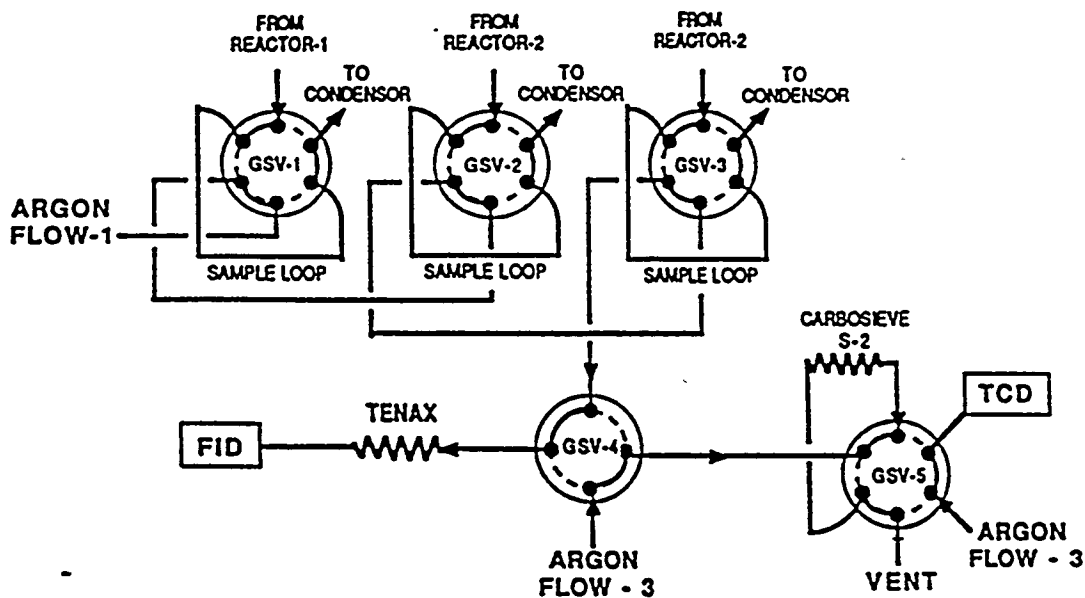 FROM
REACTOR-1
FROM
REACTOR-2
FROM
REACTOR-2
TO
CONDENSOR
TO
CONDENSOR
TO
CONDENSOR
GSV-1
GSV-2
GSV-3
ARGON
FLOW-1
SAMPLE LOOP
SAMPLE LOOP
SAMPLE LOOP
CARBOSIEVE
S-2
TENAX
TCD
FID
GSV-4
GSV-5
ARGON
FLOW - 3
VENT
ARGON
FLOW - 3